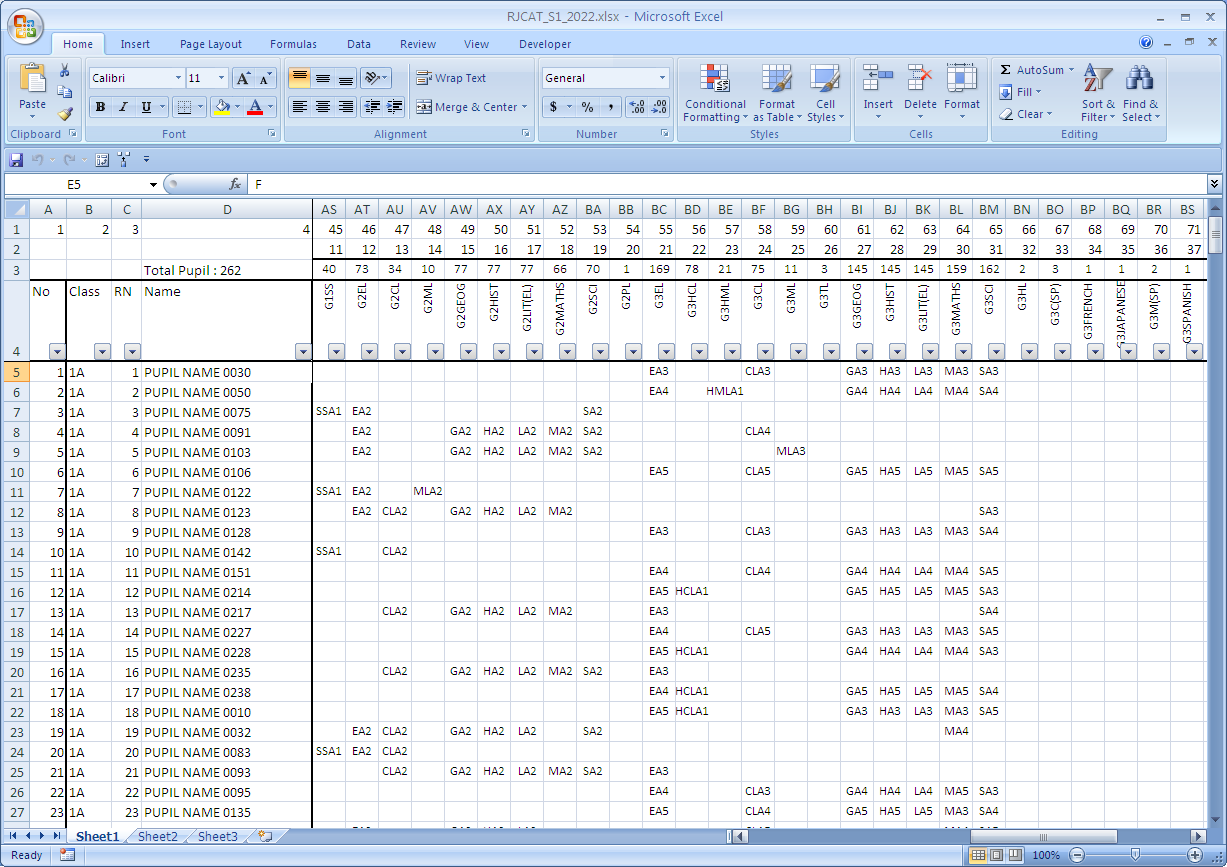 RJCAT_S1_2022.xlsx - Microsoft Excel
Home Insert Page Layout Formulas Data Review View Developer
Paste Calibri 11 A A Wrap Text General Conditional Formatting Format as Table Cell Styles Insert Delete Format Σ AutoSum Fill Clear Sort & Filter Find & Select
B I U A Merge & Center $ % , .0 .00 .00 .0
Clipboard Font Alignment Number Styles Cells Editing
E5 fx F
A B C D AS AT AU AV AW AX AY AZ BA BB BC BD BE BF BG BH BI BJ BK BL BM BN BO BP BQ BR BS
1 1 2 3 4 45 46 47 48 49 50 51 52 53 54 55 56 57 58 59 60 61 62 63 64 65 66 67 68 69 70 71
2 11 12 13 14 15 16 17 18 19 20 21 22 23 24 25 26 27 28 29 30 31 32 33 34 35 36 37
3 Total Pupil : 262 40 73 34 10 77 77 77 66 70 1 169 78 21 75 11 3 145 145 145 159 162 2 3 1 1 2 1
4 No Class RN Name G1SS G2EL G2CL G2ML G2GEOG G2HIST G2LIT(EL) G2MATHS G2SCI G2PL G3EL G3HCL G3HML G3CL G3ML G3TL G3GEOG G3HIST G3LIT(EL) G3MATHS G3SCI G3HL G3C(SP) G3FRENCH G3JAPANESE G3M(SP) G3SPANISH
5 1 1A 1 PUPIL NAME 0030 EA3 CLA3 GA3 HA3 LA3 MA3 SA3
6 2 1A 2 PUPIL NAME 0050 EA4 HMLA1 GA4 HA4 LA4 MA4 SA4
7 3 1A 3 PUPIL NAME 0075 SSA1 EA2 SA2
8 4 1A 4 PUPIL NAME 0091 EA2 GA2 HA2 LA2 MA2 SA2 CLA4
9 5 1A 5 PUPIL NAME 0103 EA2 GA2 HA2 LA2 MA2 SA2 MLA3
10 6 1A 6 PUPIL NAME 0106 EA5 CLA5 GA5 HA5 LA5 MA5 SA5
11 7 1A 7 PUPIL NAME 0122 SSA1 EA2 MLA2
12 8 1A 8 PUPIL NAME 0123 EA2 CLA2 GA2 HA2 LA2 MA2 SA3
13 9 1A 9 PUPIL NAME 0128 EA3 CLA3 GA3 HA3 LA3 MA3 SA4
14 10 1A 10 PUPIL NAME 0142 SSA1 CLA2
15 11 1A 11 PUPIL NAME 0151 EA4 CLA4 GA4 HA4 LA4 MA4 SA5
16 12 1A 12 PUPIL NAME 0214 EA5 HCLA1 GA5 HA5 LA5 MA5 SA3
17 13 1A 13 PUPIL NAME 0217 CLA2 GA2 HA2 LA2 MA2 EA3 SA4
18 14 1A 14 PUPIL NAME 0227 EA4 CLA5 GA3 HA3 LA3 MA3 SA5
19 15 1A 15 PUPIL NAME 0228 EA5 HCLA1 GA4 HA4 LA4 MA4 SA3
20 16 1A 16 PUPIL NAME 0235 CLA2 GA2 HA2 LA2 MA2 SA2 EA3
21 17 1A 17 PUPIL NAME 0238 EA4 HCLA1 GA5 HA5 LA5 MA5 SA4
22 18 1A 18 PUPIL NAME 0010 EA5 HCLA1 GA3 HA3 LA3 MA3 SA5
23 19 1A 19 PUPIL NAME 0032 EA2 CLA2 GA2 HA2 LA2 SA2 MA4
24 20 1A 20 PUPIL NAME 0083 SSA1 EA2 CLA2
25 21 1A 21 PUPIL NAME 0093 CLA2 GA2 HA2 LA2 MA2 SA2 EA3
26 22 1A 22 PUPIL NAME 0095 EA4 CLA3 GA4 HA4 LA4 MA5 SA3
27 23 1A 23 PUPIL NAME 0135 EA5 CLA4 GA5 HA5 LA5 MA5 SA4
Sheet1 Sheet2 Sheet3
Ready 100%